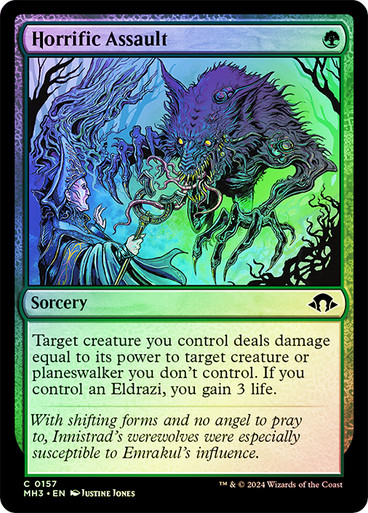 Horrific Assault
Sorcery
Target creature you control deals damage
equal to its power to target creature or
planeswalker you don't control. If you
control an Eldrazi, you gain 3 life.
With shifting forms and no angel to pray
to, Innistrad's werewolves were especially
susceptible to Emrakul's influence.
C 0157
MH3 • EN Justine Jones
™ & © 2024 Wizards of the Coast